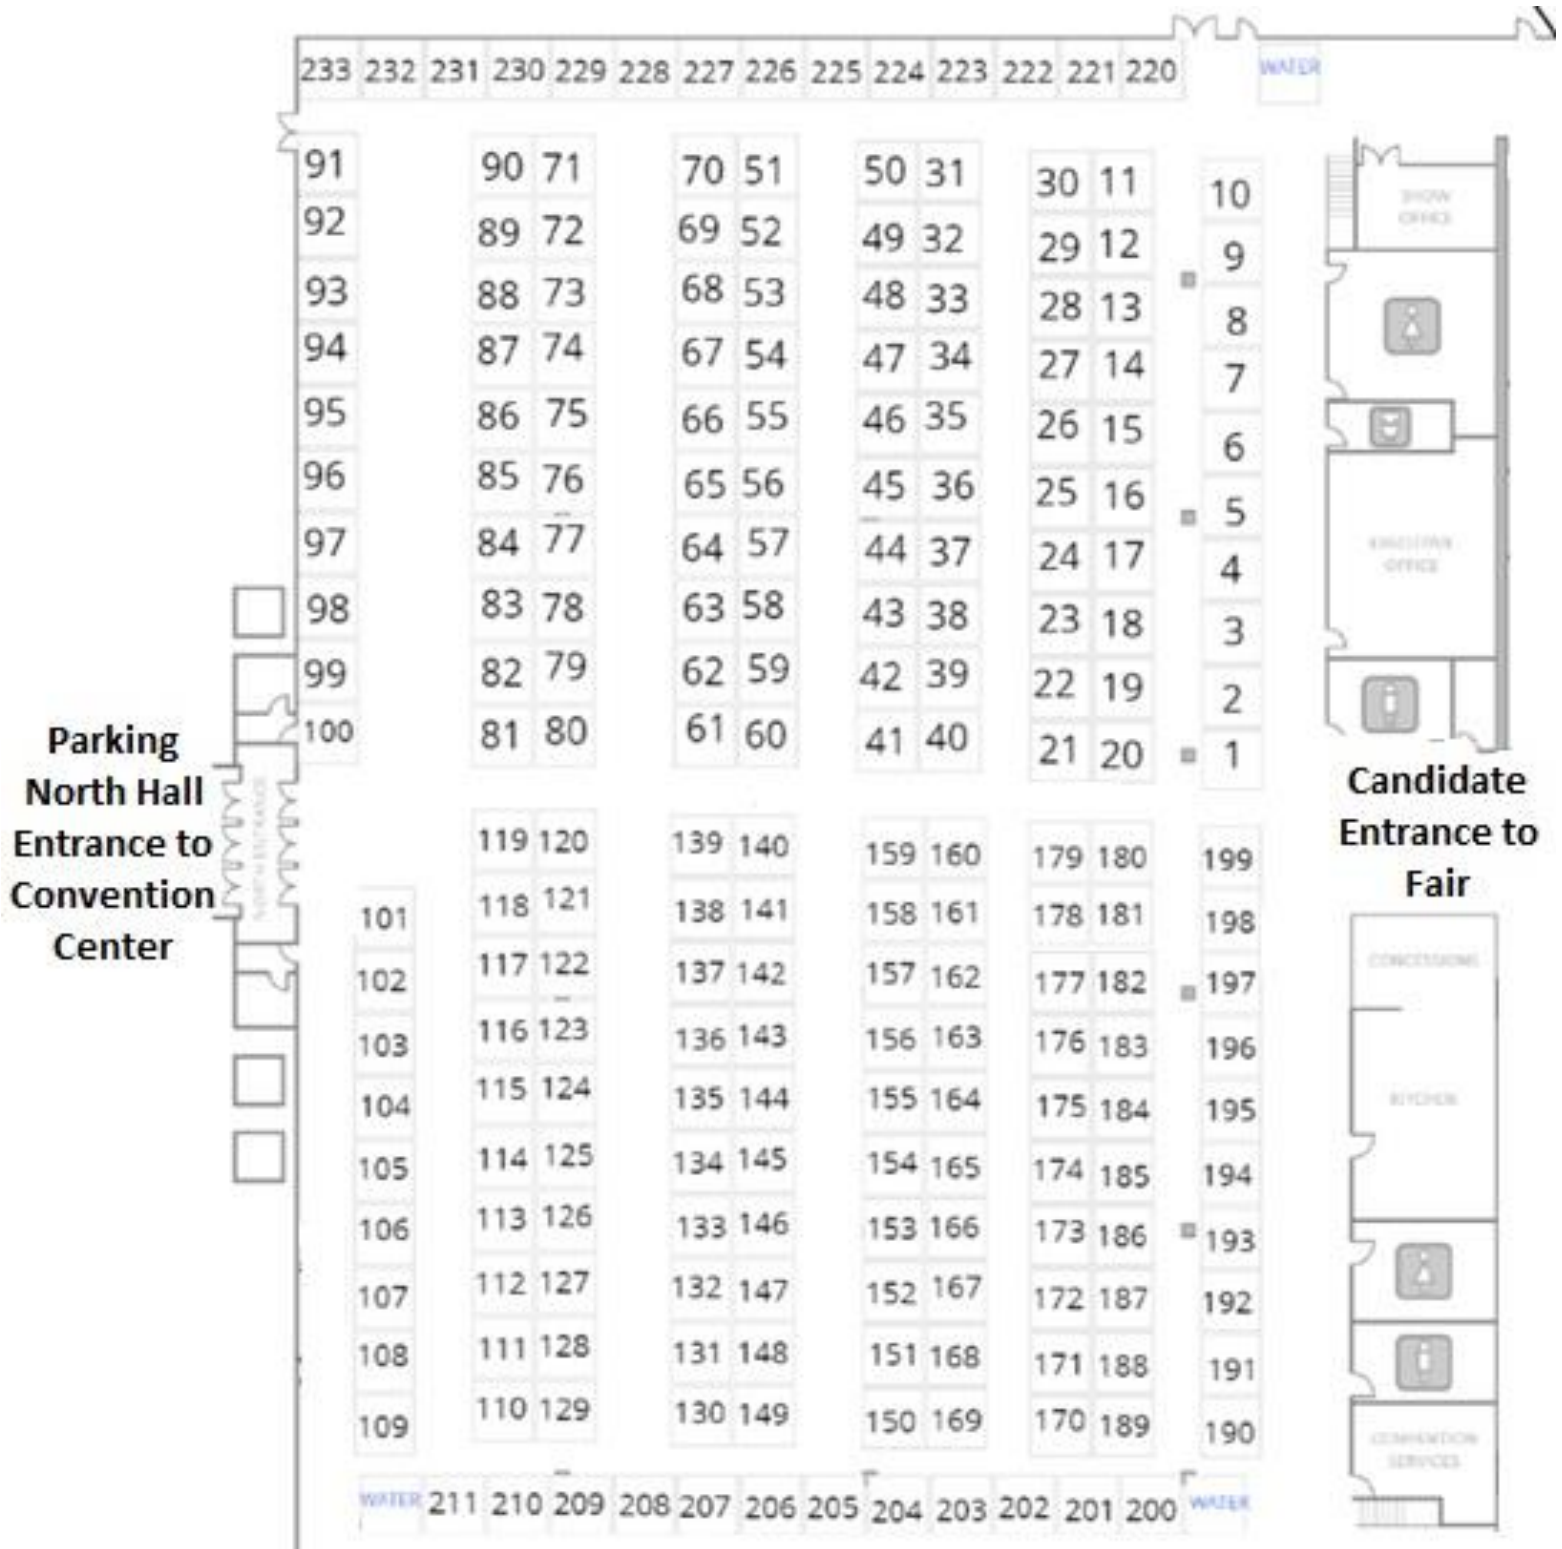 233 232 231 230 229 228 227 226 225 224 223 222 221 220 WATER
91 90 71 70 51 50 31 30 11 10
92 89 72 69 52 49 32 29 12 9
93 88 73 68 53 48 33 28 13 8
94 87 74 67 54 47 34 27 14 7
95 86 75 66 55 46 35 26 15 6
96 85 76 65 56 45 36 25 16 5
97 84 77 64 57 44 37 24 17 4
98 83 78 63 58 43 38 23 18 3
99 82 79 62 59 42 39 22 19 2
100 81 80 61 60 41 40 21 20 1
SHOW
OFFICE
OFFICE
Parking
North Hall
Entrance to
Convention
Center
NORTH ENTRANCE
Candidate
Entrance to
Fair
119 120 139 140 159 160 179 180 199
101 118 121 138 141 158 161 178 181 198
102 117 122 137 142 157 162 177 182 197
103 116 123 136 143 156 163 176 183 196
104 115 124 135 144 155 164 175 184 195
105 114 125 134 145 154 165 174 185 194
106 113 126 133 146 153 166 173 186 193
107 112 127 132 147 152 167 172 187 192
108 111 128 131 148 151 168 171 188 191
109 110 129 130 149 150 169 170 189 190
CONCESSIONS
KITCHEN
CONVENTION
SERVICES
WATER 211 210 209 208 207 206 205 204 203 202 201 200 WATER